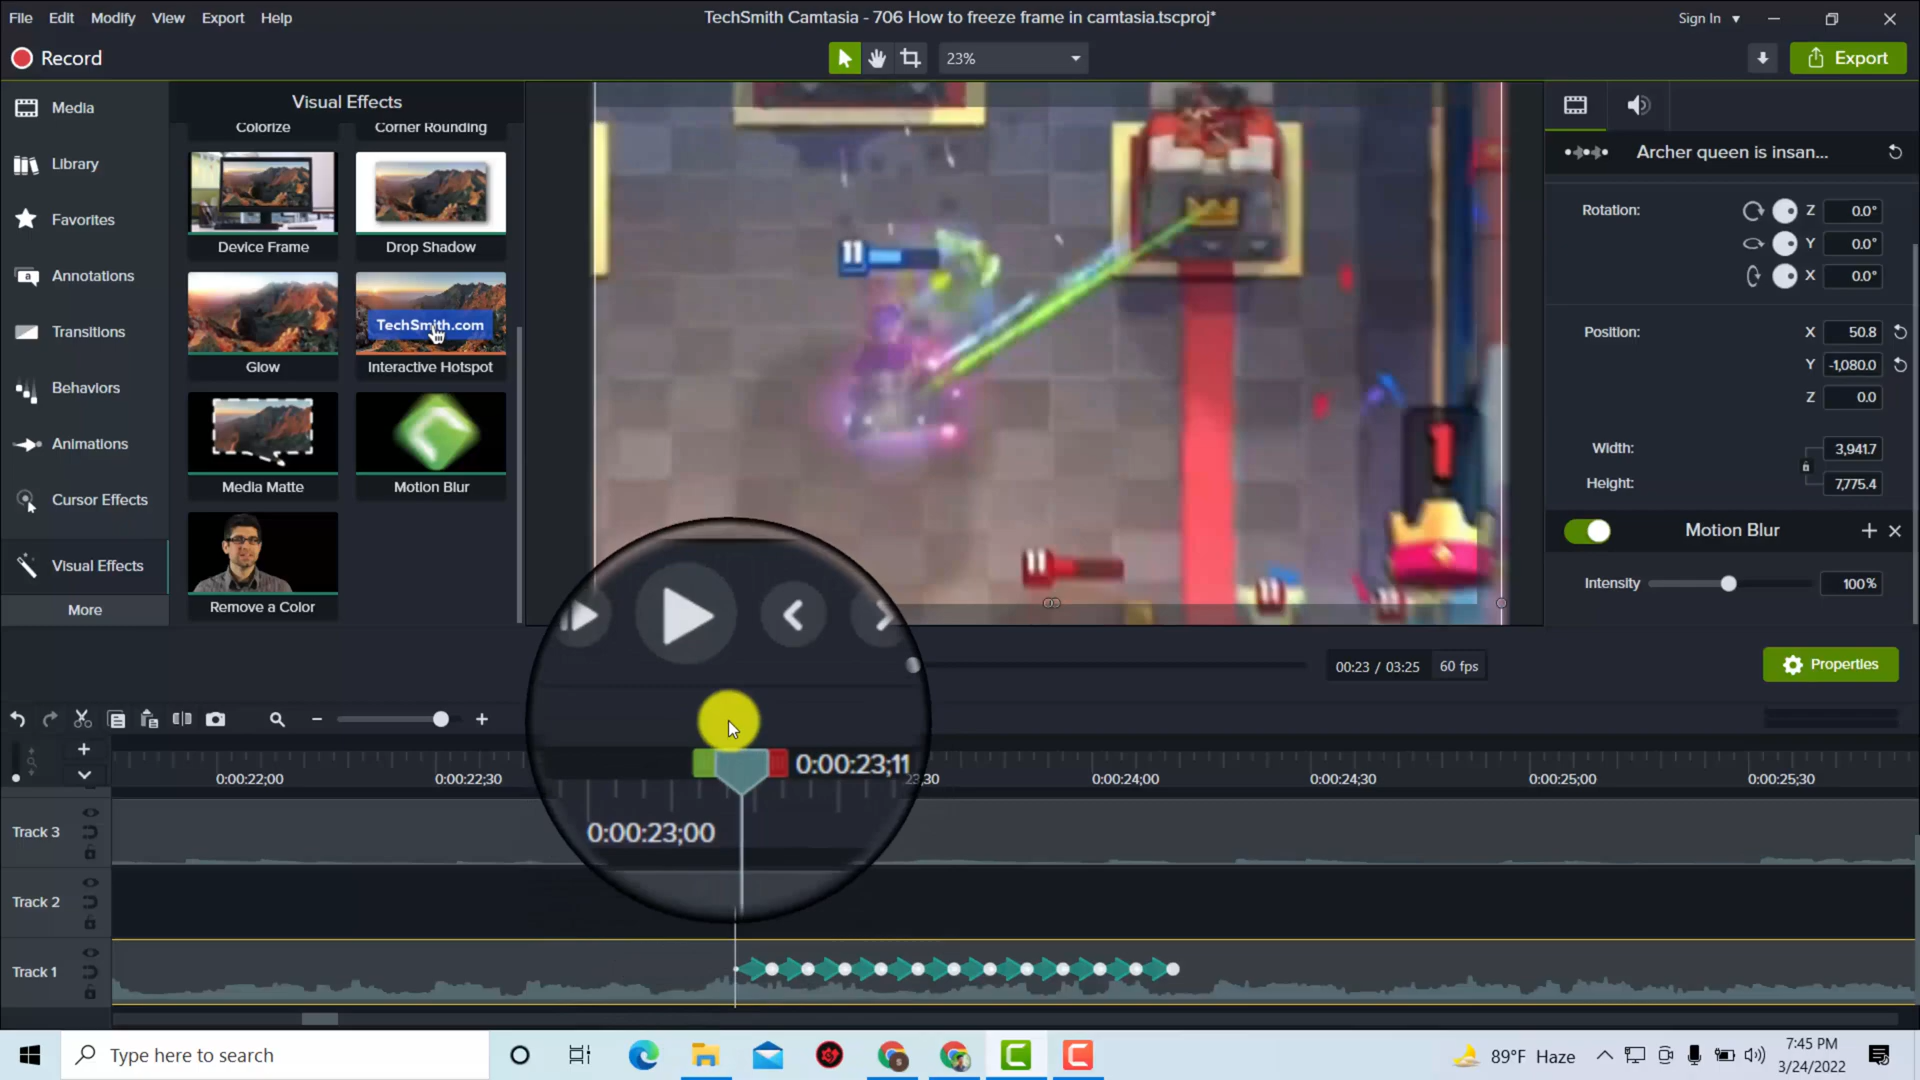 File Edit Modify View Export Help
TechSmith Camtasia - 706 How to freeze frame in camtasia.tscproj*
Sign In
Record
23%
Export
Media
Library
Favorites
Annotations
Transitions
Behaviors
Animations
Cursor Effects
Visual Effects
More
Visual Effects
Colorize Corner Rounding
Device Frame Drop Shadow
TechSmith.com
Glow Interactive Hotspot
Media Matte Motion Blur
Remove a Color
11
11
11
1
Archer queen is insan...
Rotation: Z 0.0°
Y 0.0°
X 0.0°
Position: X 50.8
Y -1,080.0
Z 0.0
Width: 3,941.7
Height: 7,775.4
Motion Blur
Intensity 100%
00:23 / 03:25 60 fps
Properties
0:00:23;11
0:00:22;00 0:00:22;30 0:00:23;00 ;30 0:00:24;00 0:00:24;30 0:00:25;00 0:00:25;30
Track 3
Track 2
Track 1
Type here to search
89°F Haze
7:45 PM
3/24/2022